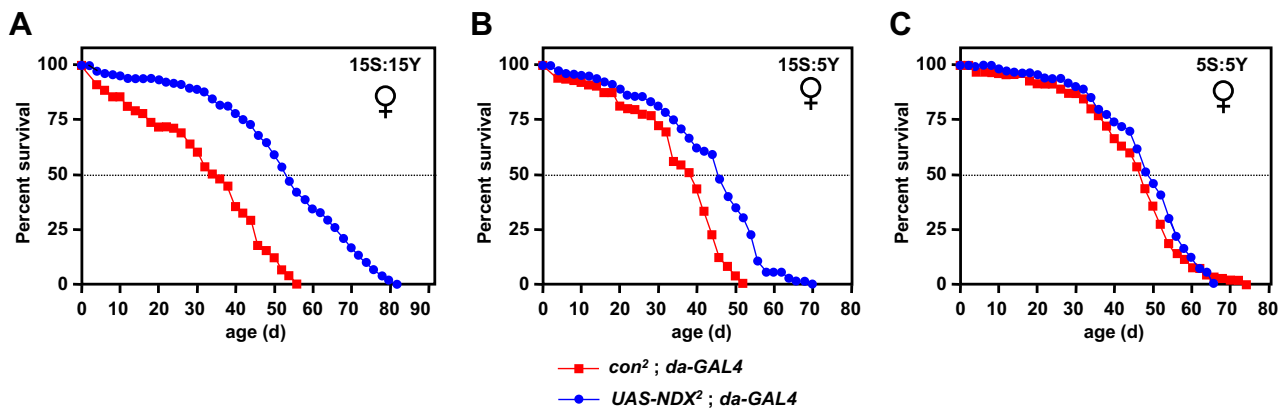 A
15S:15Y
♀
Percent survival
100
75
50
25
0
0 10 20 30 40 50 60 70 80 90
age (d)
B
15S:5Y
♀
Percent survival
100
75
50
25
0
0 10 20 30 40 50 60 70 80
age (d)
C
5S:5Y
♀
Percent survival
100
75
50
25
0
0 10 20 30 40 50 60 70 80
age (d)
con² ; da-GAL4
UAS-NDX² ; da-GAL4